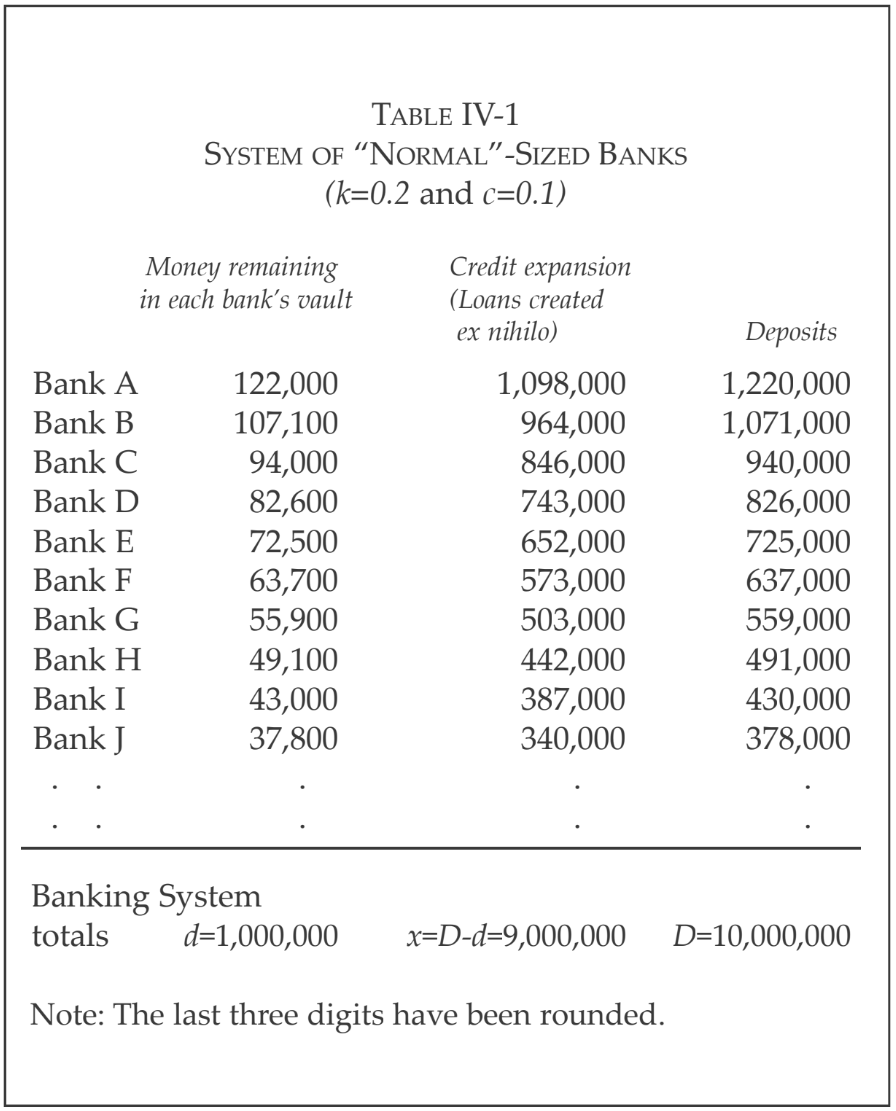 TABLE IV-1
SYSTEM OF “NORMAL”-SIZED BANKS
(k=0.2 and c=0.1)
Money remaining Credit expansion
in each bank’s vault (Loans created
ex nihilo) Deposits
Bank A 122,000 1,098,000 1,220,000
Bank B 107,100 964,000 1,071,000
Bank C 94,000 846,000 940,000
Bank D 82,600 743,000 826,000
Bank E 72,500 652,000 725,000
Bank F 63,700 573,000 637,000
Bank G 55,900 503,000 559,000
Bank H 49,100 442,000 491,000
Bank I 43,000 387,000 430,000
Bank J 37,800 340,000 378,000
. . . . .
. . . . .
Banking System
totals d=1,000,000 x=D-d=9,000,000 D=10,000,000
Note: The last three digits have been rounded.